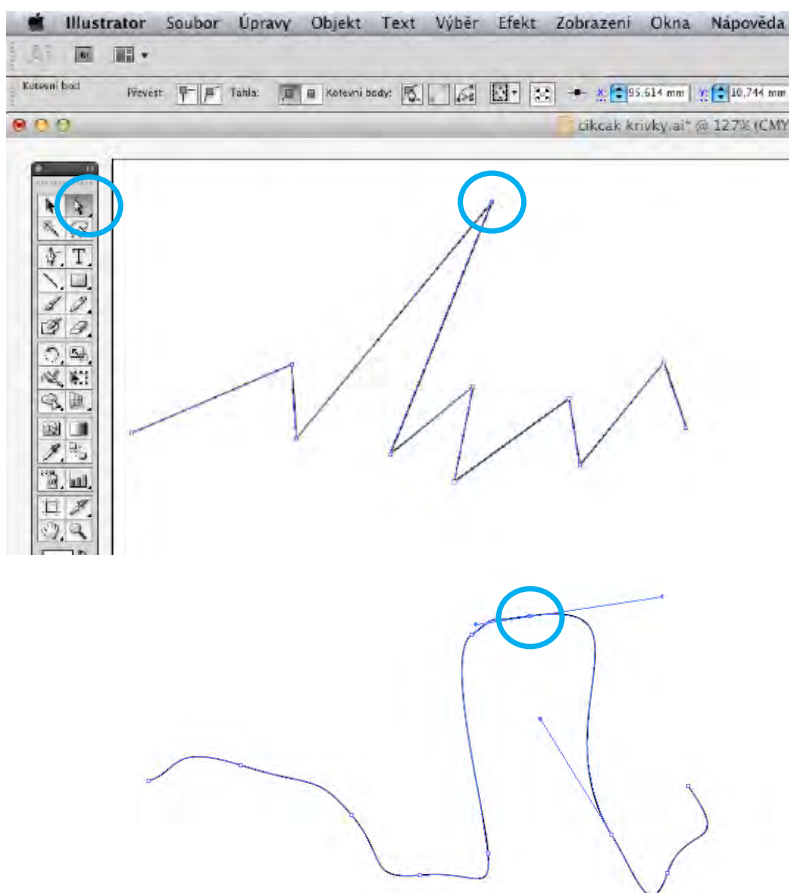 Illustrator Soubor Úpravy Objekt Text Výběr Efekt Zobrazení Okna Nápověda
Kotevní bod Převést: Táhla: Kotevní body: X: 95,614 mm Y: 10,744 mm
cikcak krivky.ai* @ 127% (CMY
T